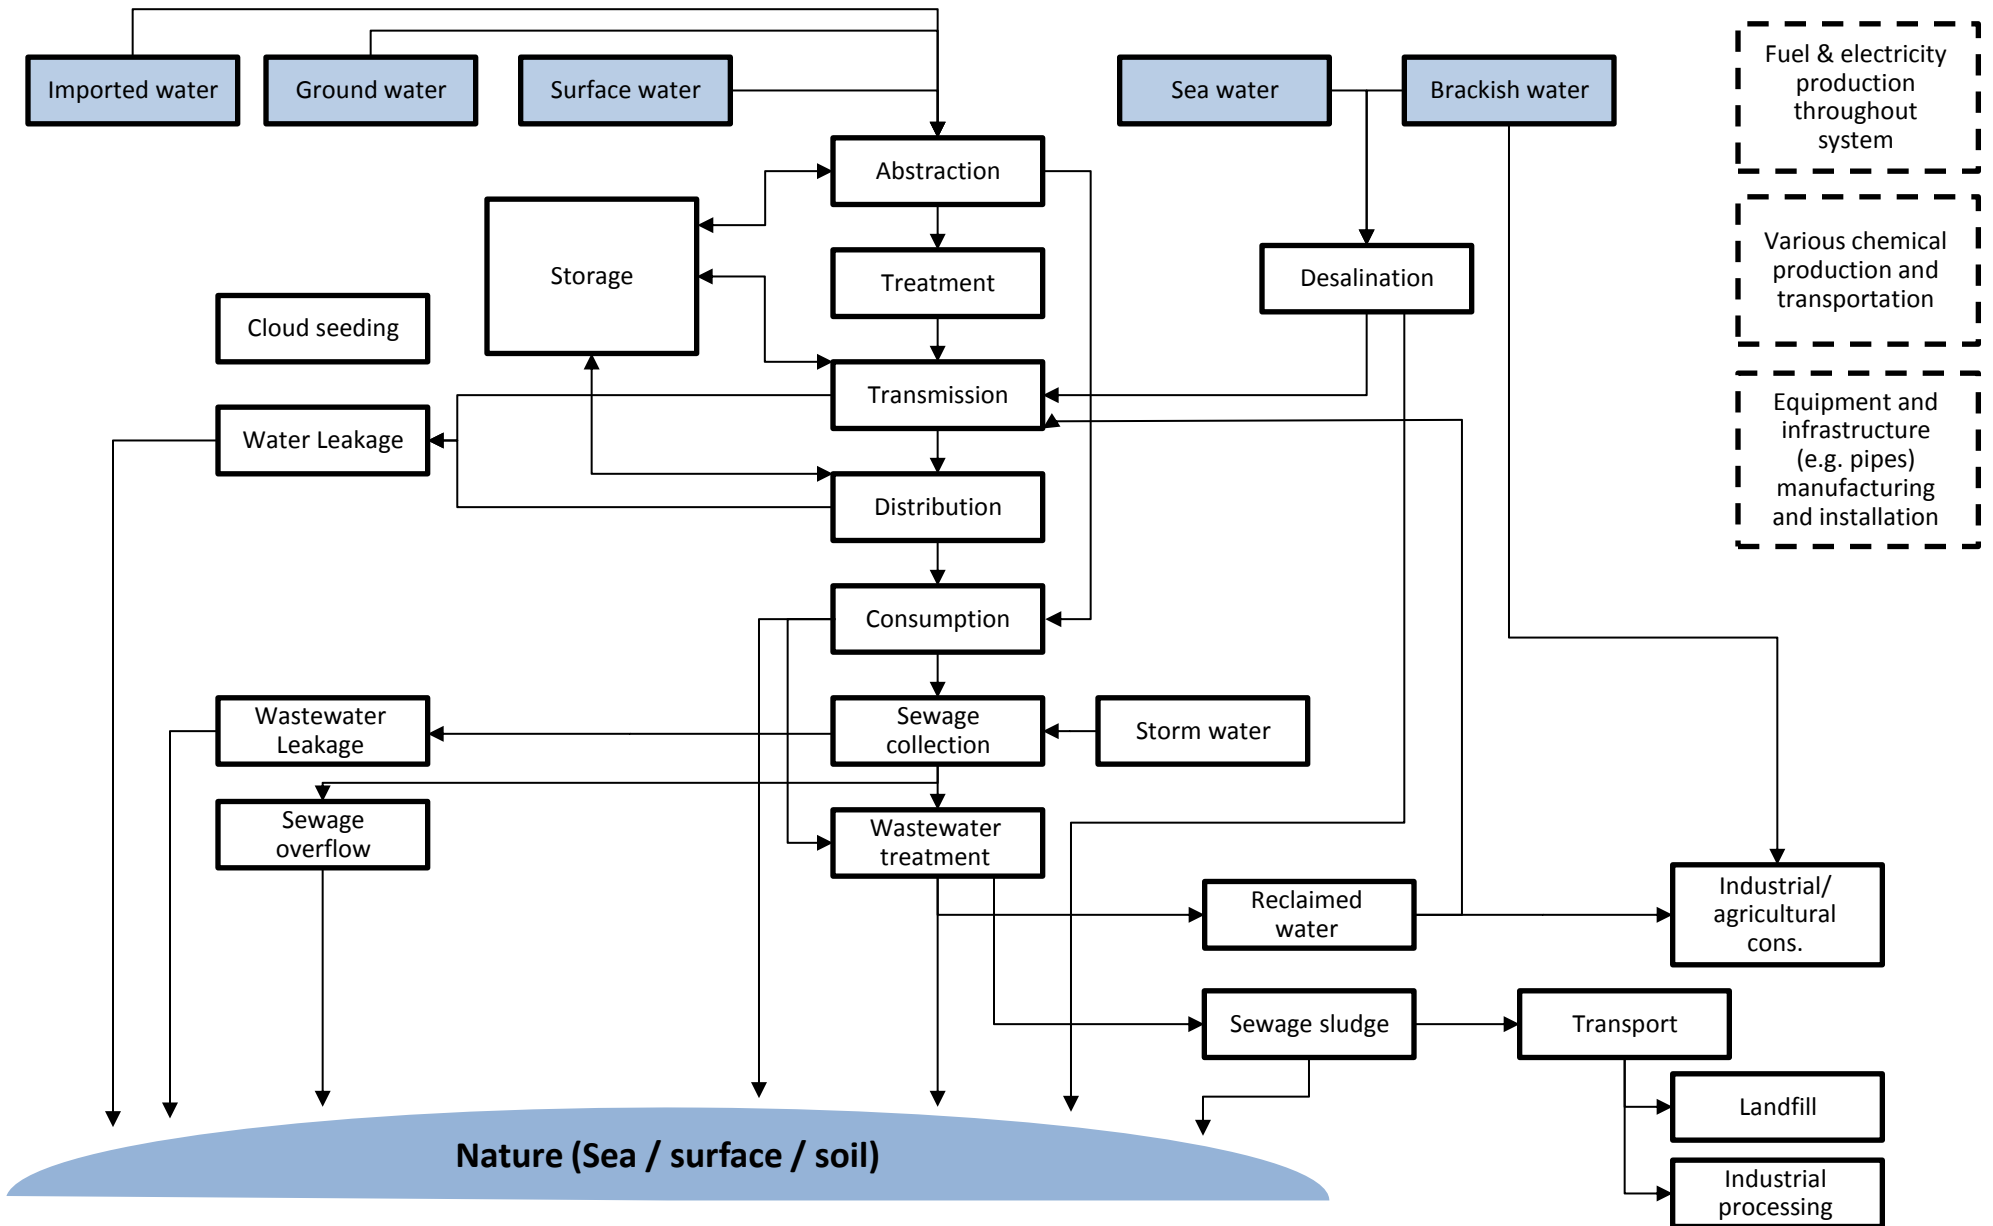 Imported water
Ground water
Surface water
Sea water
Brackish water
Fuel & electricity
production
throughout
system
Abstraction
Storage
Treatment
Desalination
Various chemical
production and
transportation
Cloud seeding
Transmission
Water Leakage
Equipment and
infrastructure
(e.g. pipes)
manufacturing
and installation
Distribution
Consumption
Wastewater
Leakage
Sewage
collection
Storm water
Sewage
overflow
Wastewater
treatment
Reclaimed
water
Industrial/
agricultural
cons.
Sewage sludge
Transport
Landfill
Nature (Sea / surface / soil)
Industrial
processing